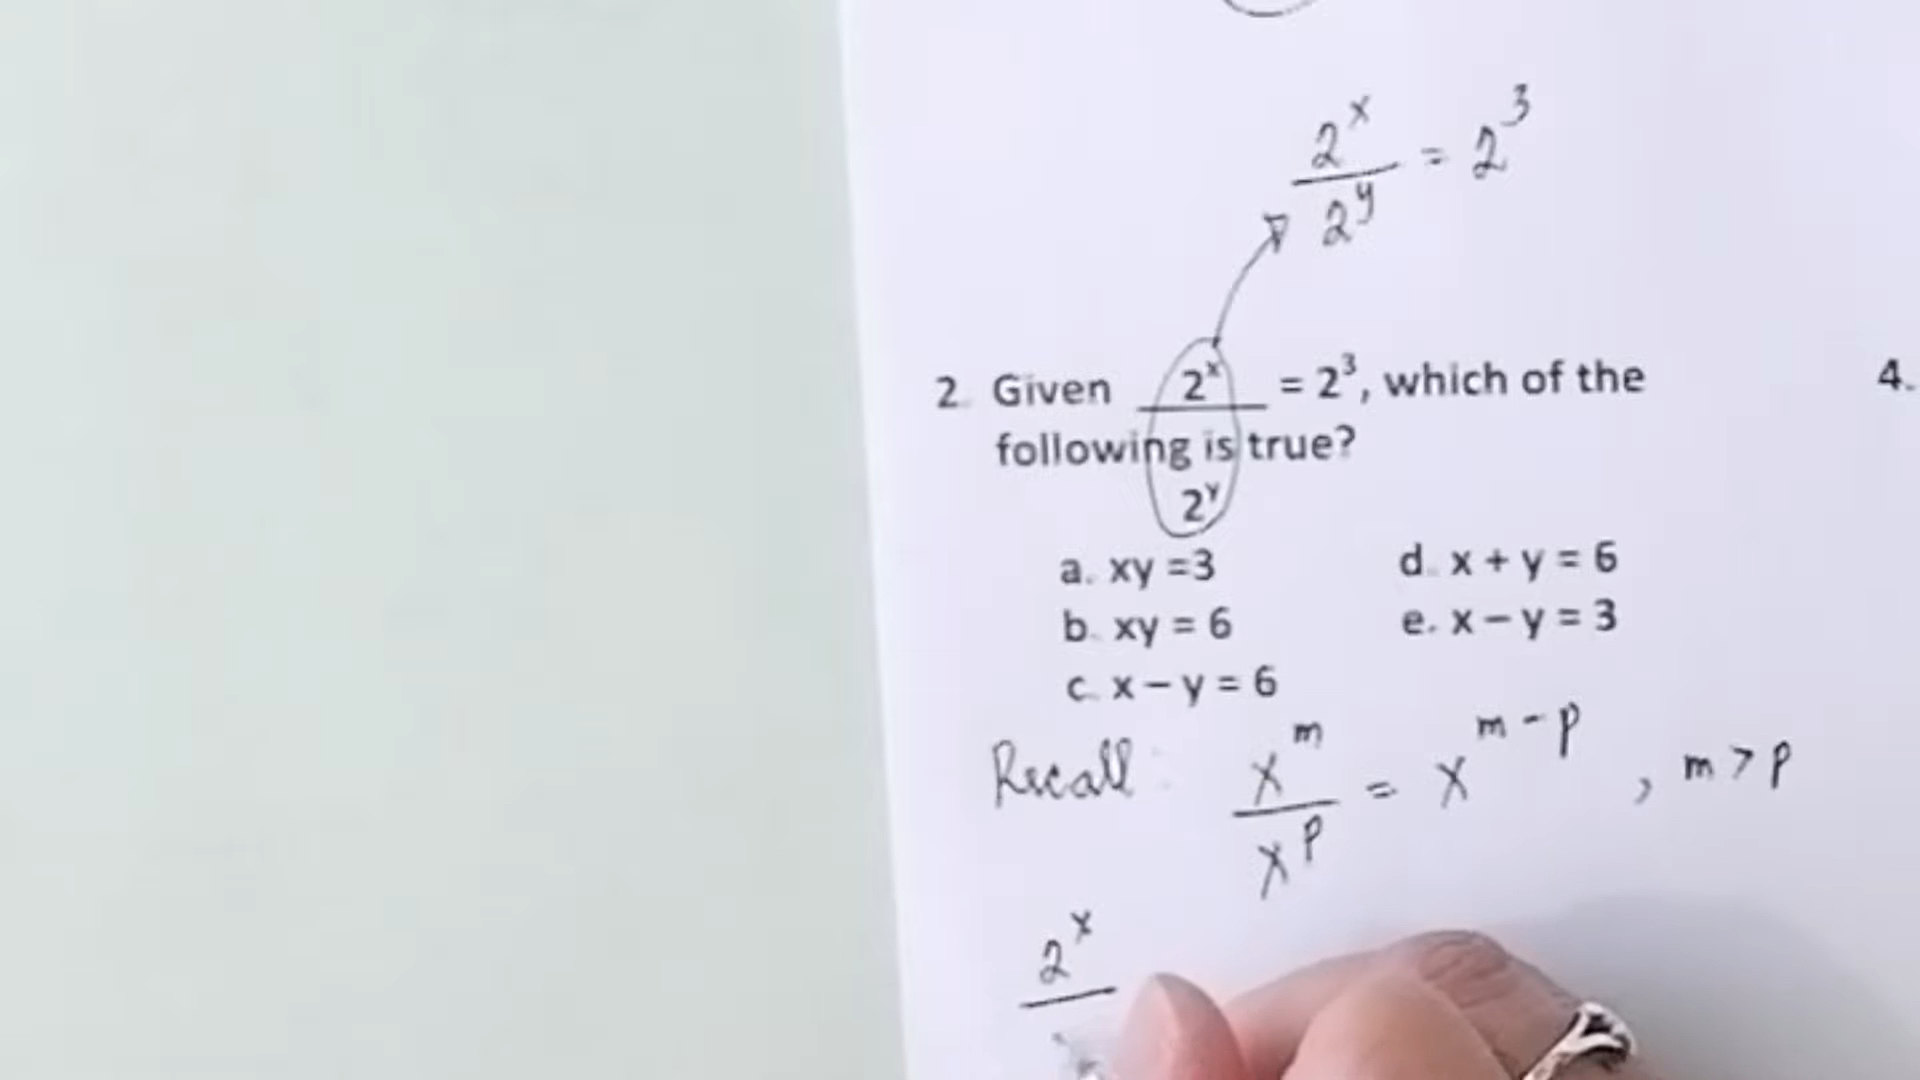 2^x / 2^y = 2^3
2. Given 2^x = 2^3, which of the
4.
following is true?
2^y
a. xy =3
d. x + y = 6
b. xy = 6
e. x – y = 3
c. x – y = 6
Recall: x^m / x^p = x^(m-p), m > p
2^x